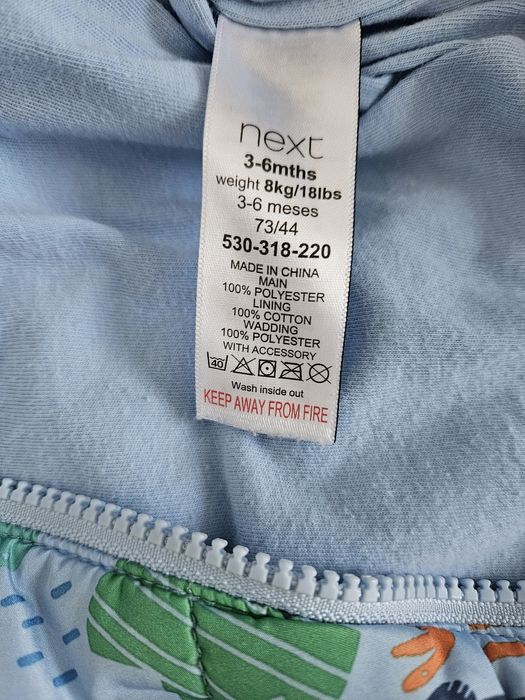 next
3-6mths
weight 8kg/18lbs
3-6 meses
73/44
530-318-220
MADE IN CHINA
MAIN
100% POLYESTER
LINING
100% COTTON
WADDING
100% POLYESTER
WITH ACCESSORY
40
Wash inside out
KEEP AWAY FROM FIRE